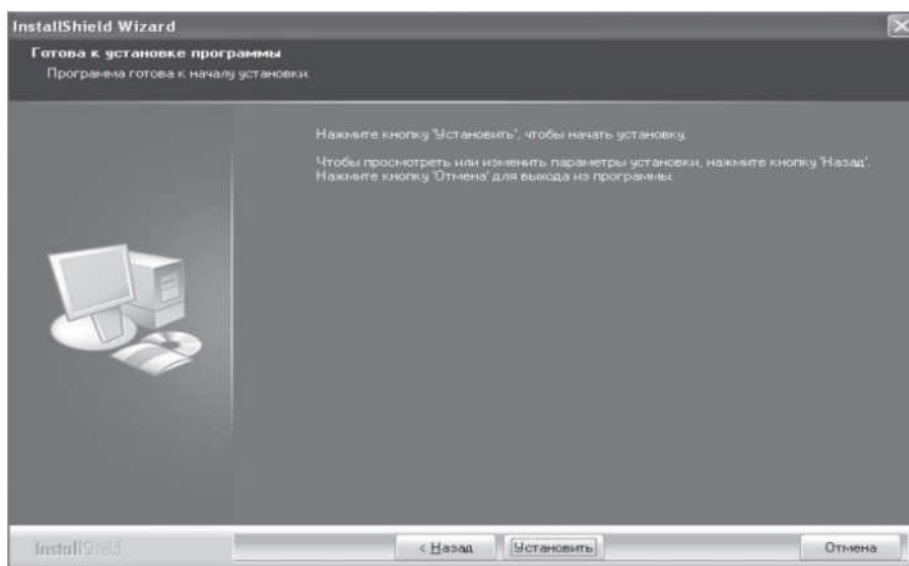 InstallShield Wizard
Готова к установке программы
Программа готова к началу установки.
Нажмите кнопку 'Установить', чтобы начать установку.
Чтобы просмотреть или изменить параметры установки, нажмите кнопку 'Назад'.
Нажмите кнопку 'Отмена' для выхода из программы.
InstallShield
< Назад
Установить
Отмена